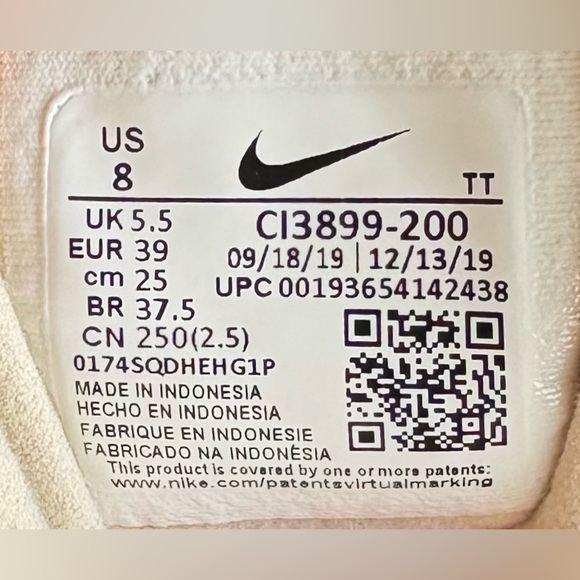 US
8
TT
UK 5.5
EUR 39
cm 25
BR 37.5
CN 250(2.5)
CI3899-200
09/18/19 | 12/13/19
UPC 00193654142438
0174SQDHEHG1P
MADE IN INDONESIA
HECHO EN INDONESIA
FABRIQUE EN INDONESIE
FABRICADO NA INDONÉSIA
This product is covered by one or more patents:
www.nike.com/patentsvirtualmarking